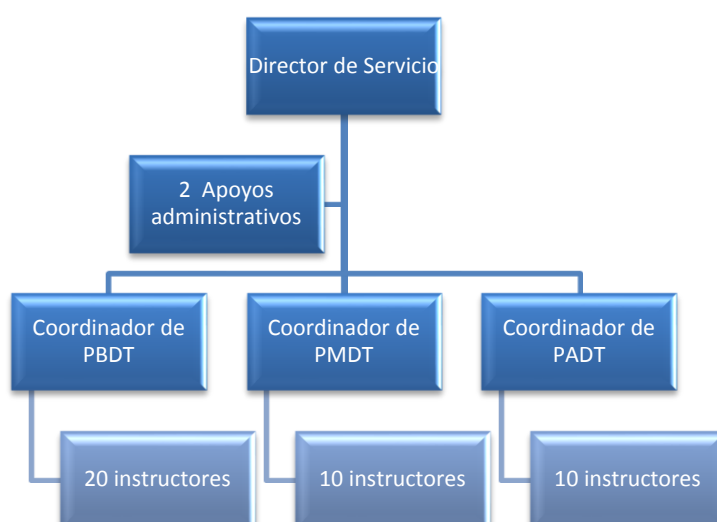 Director de Servicio
2 Apoyos
administrativos
Coordinador de
PBDT
Coordinador de
PMDT
Coordinador de
PADT
20 instructores
10 instructores
10 instructores